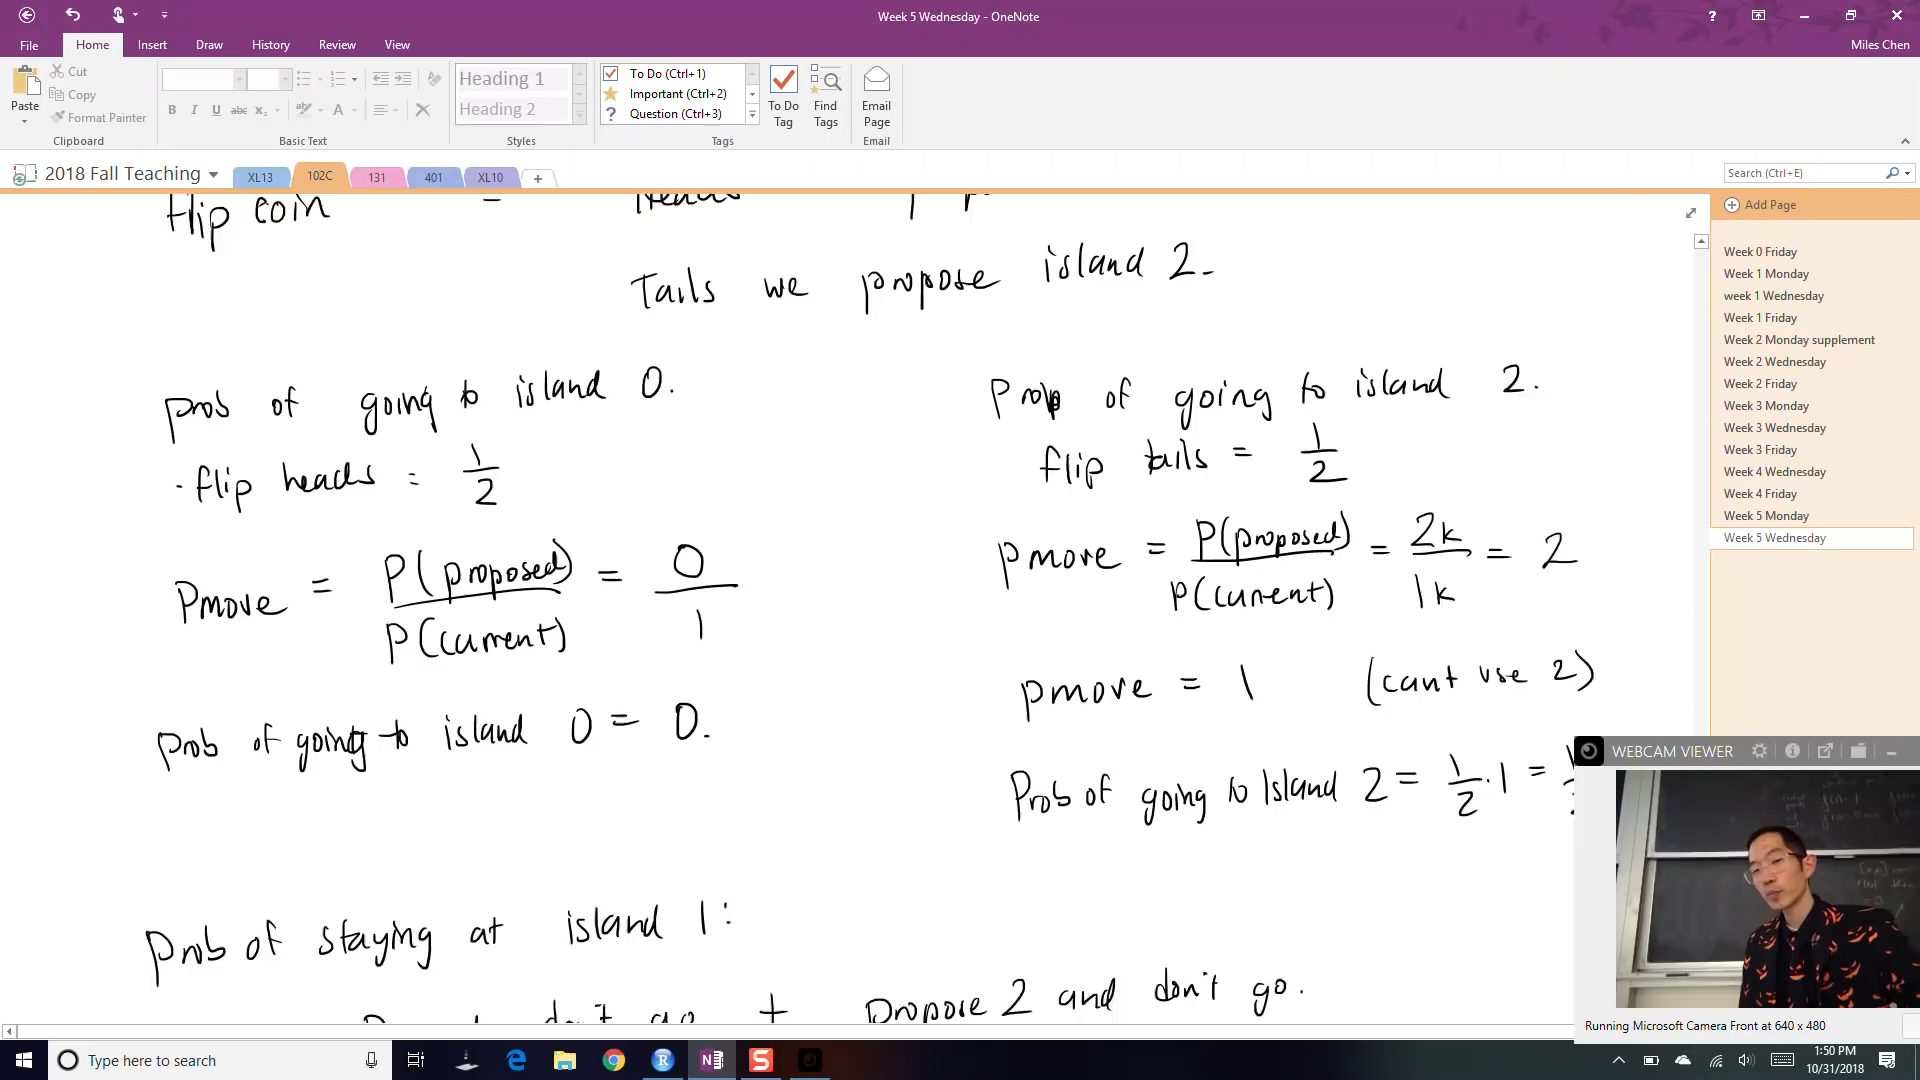 Week 5 Wednesday - OneNote
?
File
Home
Insert
Draw
History
Review
View
Miles Chen
Paste
Cut
Copy
Format Painter
Clipboard
B I U abc x₂ A
Basic Text
Heading 1
Heading 2
Styles
To Do (Ctrl+1)
Important (Ctrl+2)
Question (Ctrl+3)
Tags
To Do
Tag
Find
Tags
Email
Page
Email
2018 Fall Teaching
XL13
102C
131
401
XL10
Search (Ctrl+E)
Add Page
Week 0 Friday
Week 1 Monday
week 1 Wednesday
Week 1 Friday
Week 2 Monday supplement
Week 2 Wednesday
Week 2 Friday
Week 3 Monday
Week 3 Wednesday
Week 3 Friday
Week 4 Wednesday
Week 4 Friday
Week 5 Monday
Week 5 Wednesday
flip coin = Heads
Tails we propose island 2.
prob of going to island 0.
· flip heads = 1/2
Pmove = P(proposed)/P(current) = 0/1
prob of going to island 0 = 0.
Prob of going to island 2.
flip tails = 1/2
pmove = P(proposed)/P(current) = 2k/1k = 2
pmove = 1 (cant use 2)
Prob of going to Island 2 = 1/2 · 1 =
Prob of staying at island 1:
don't go + Propose 2 and don't go.
WEBCAM VIEWER
Running Microsoft Camera Front at 640 x 480
Type here to search
1:50 PM
10/31/2018